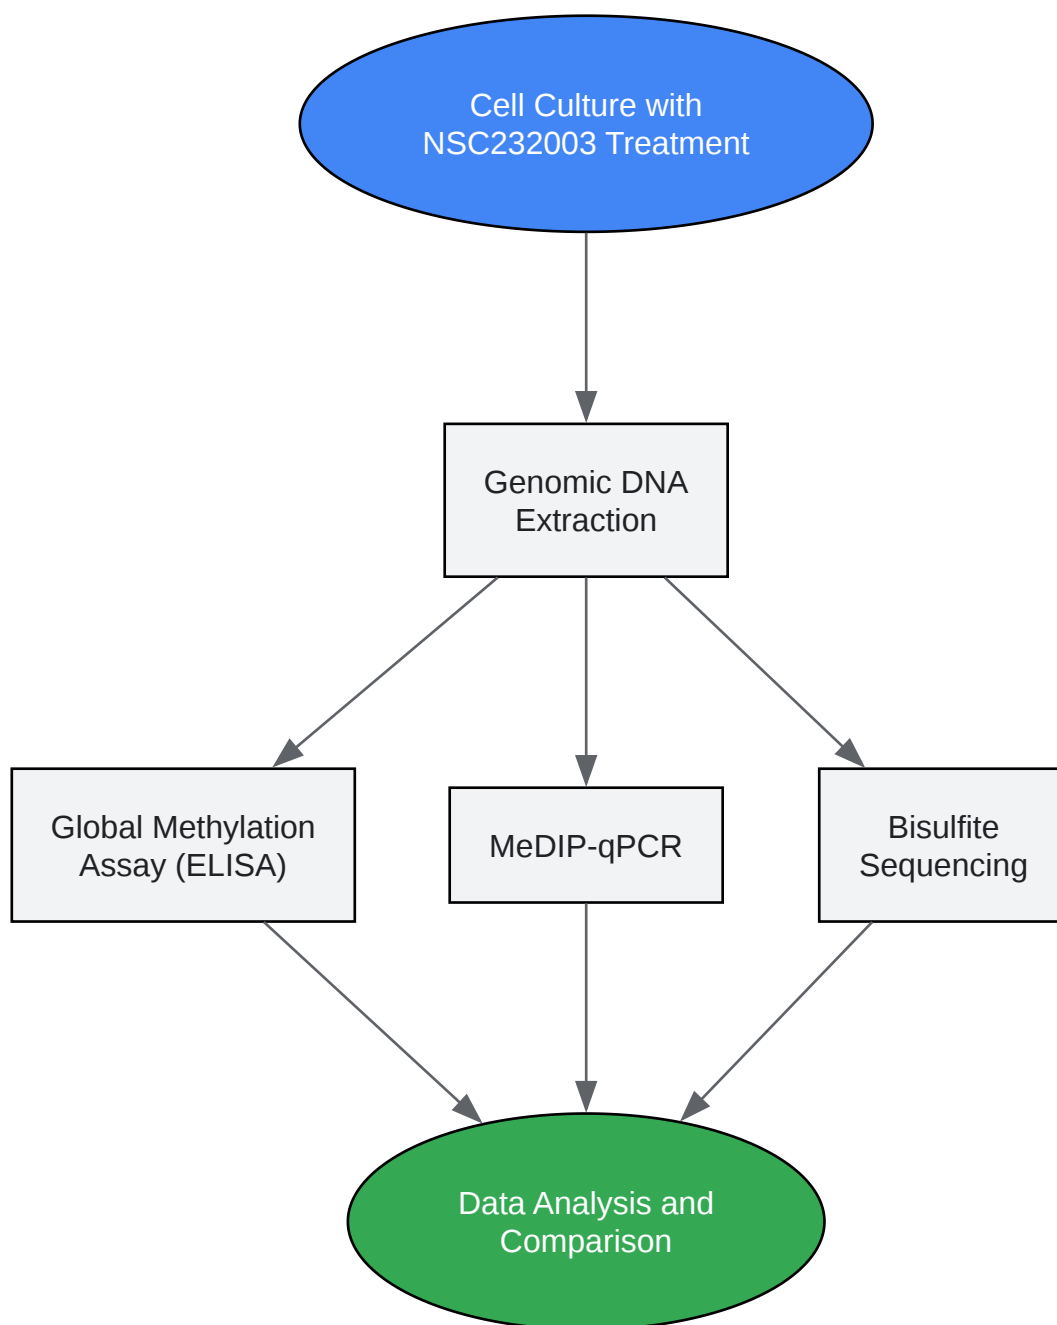 Cell Culture with
NSC232003 Treatment
Genomic DNA
Extraction
Global Methylation
Assay (ELISA)
MeDIP-qPCR
Bisulfite
Sequencing
Data Analysis and
Comparison